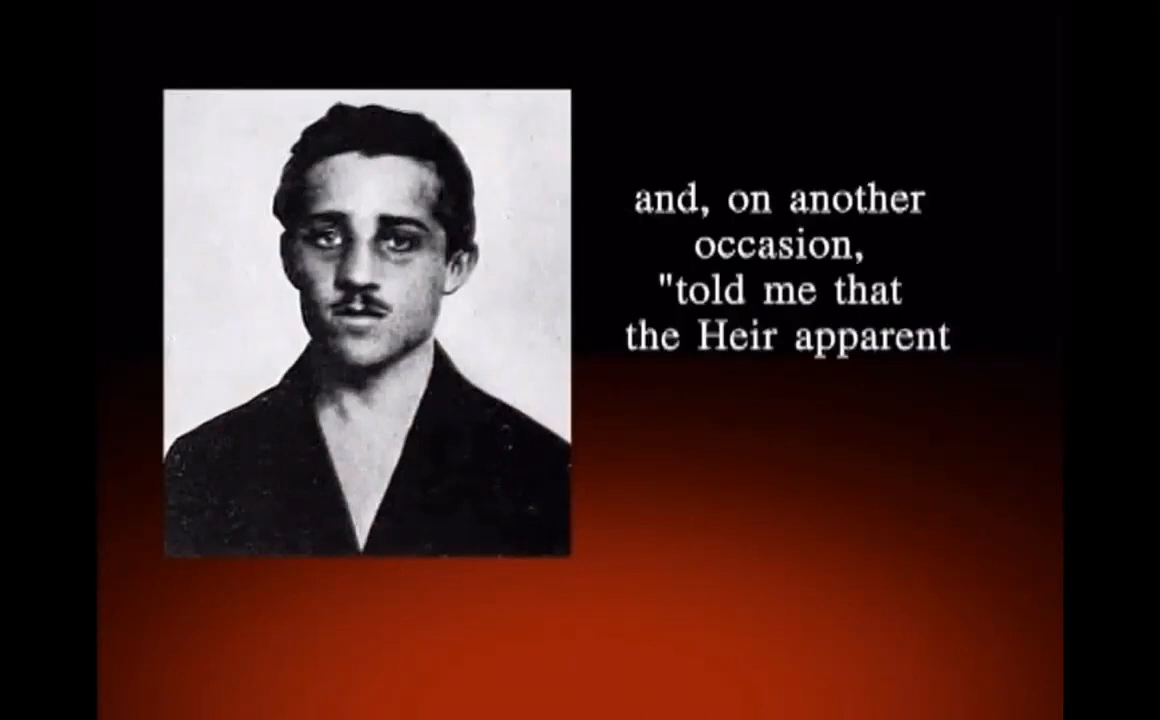 and, on another
occasion,
"told me that
the Heir apparent